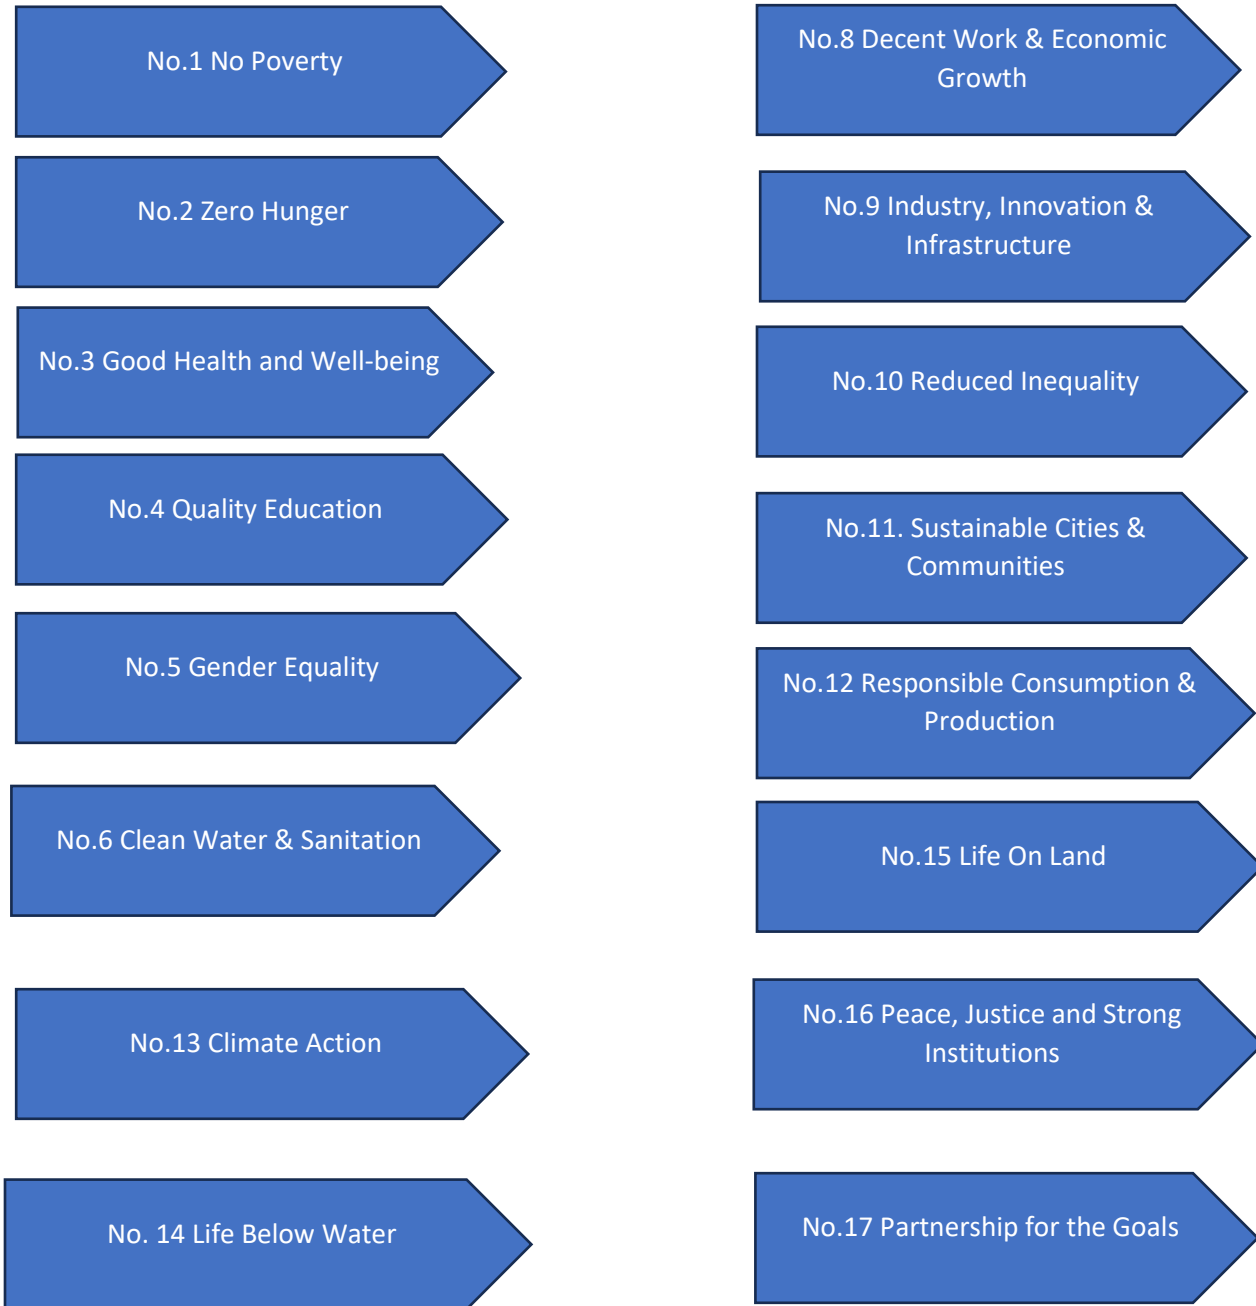 No.1 No Poverty
No.2 Zero Hunger
No.3 Good Health and Well-being
No.4 Quality Education
No.5 Gender Equality
No.6 Clean Water & Sanitation
No.13 Climate Action
No. 14 Life Below Water
No.8 Decent Work & Economic
Growth
No.9 Industry, Innovation &
Infrastructure
No.10 Reduced Inequality
No.11. Sustainable Cities &
Communities
No.12 Responsible Consumption &
Production
No.15 Life On Land
No.16 Peace, Justice and Strong
Institutions
No.17 Partnership for the Goals